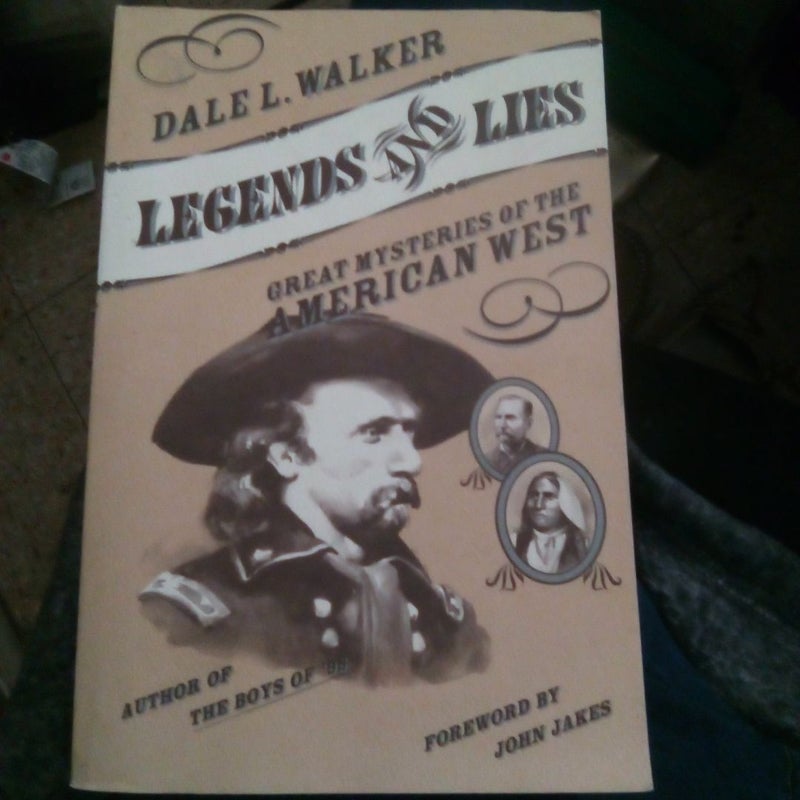 DALE L. WALKER
LEGENDS AND LIES
GREAT MYSTERIES OF THE
AMERICAN WEST
AUTHOR OF
THE BOYS OF '98
FOREWORD BY
JOHN JAKES